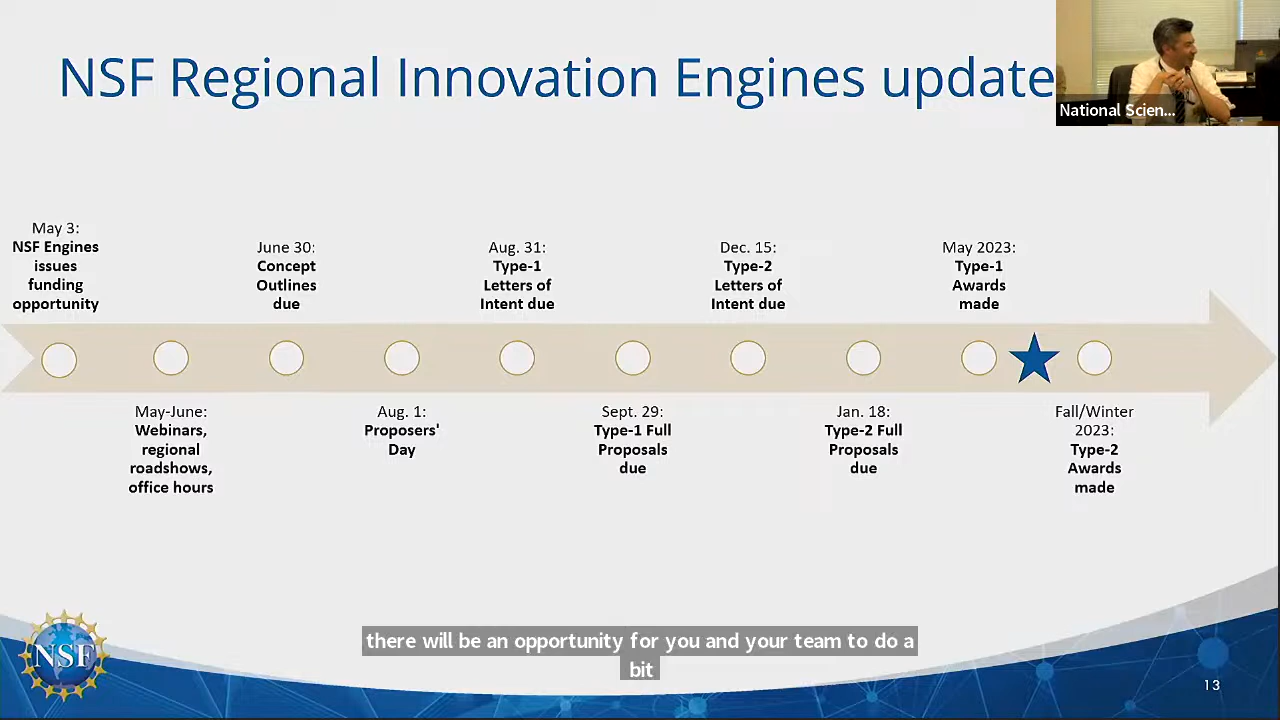 NSF Regional Innovation Engines update
National Scien...
May 3:
NSF Engines
issues
funding
opportunity
June 30:
Concept
Outlines
due
Aug. 31:
Type-1
Letters of
Intent due
Dec. 15:
Type-2
Letters of
Intent due
May 2023:
Type-1
Awards
made
May-June:
Webinars,
regional
roadshows,
office hours
Aug. 1:
Proposers'
Day
Sept. 29:
Type-1 Full
Proposals
due
Jan. 18:
Type-2 Full
Proposals
due
Fall/Winter
2023:
Type-2
Awards
made
there will be an opportunity for you and your team to do a
bit
NSF
13